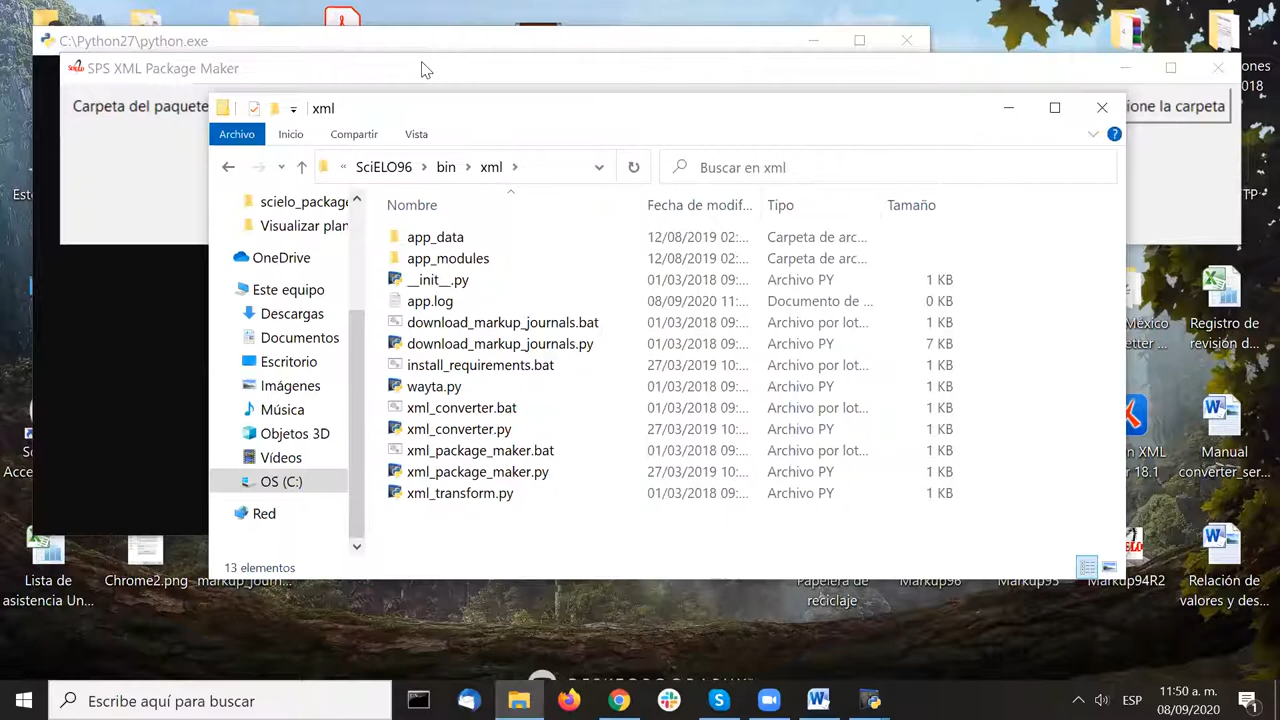 C:\Python27\python.exe
SPS XML Package Maker
Carpeta del paquete
ione la carpeta
xml
Archivo
Inicio
Compartir
Vista
« SciELO96 > bin > xml >
Buscar en xml
Nombre
Fecha de modif...
Tipo
Tamaño
app_data 12/08/2019 02:... Carpeta de arc...
app_modules 12/08/2019 02:... Carpeta de arc...
__init__.py 01/03/2018 09:... Archivo PY 1 KB
app.log 08/09/2020 11:... Documento de ... 0 KB
download_markup_journals.bat 01/03/2018 09:... Archivo por lot... 1 KB
download_markup_journals.py 01/03/2018 09:... Archivo PY 7 KB
install_requirements.bat 27/03/2019 10:... Archivo por lot... 1 KB
wayta.py 01/03/2018 09:... Archivo PY 1 KB
xml_converter.bat 01/03/2018 09:... Archivo por lot... 1 KB
xml_converter.py 27/03/2019 10:... Archivo PY 1 KB
xml_package_maker.bat 01/03/2018 09:... Archivo por lot... 1 KB
xml_package_maker.py 27/03/2019 10:... Archivo PY 1 KB
xml_transform.py 01/03/2018 09:... Archivo PY 1 KB
scielo_package
Visualizar plan
OneDrive
Este equipo
Descargas
Documentos
Escritorio
Imágenes
Música
Objetos 3D
Vídeos
OS (C:)
Red
13 elementos
ones
018
TP
México
etter ...
Registro de
revisión d...
n XML
r 18.1
Manual
converter_ser...
Lista de
asistencia Un...
Chrome2.png
Papelera de
reciclaje
Markup96
Markup95
Markup94R2
Relación de
valores y des...
Escribe aquí para buscar
ESP
11:50 a. m.
08/09/2020
1